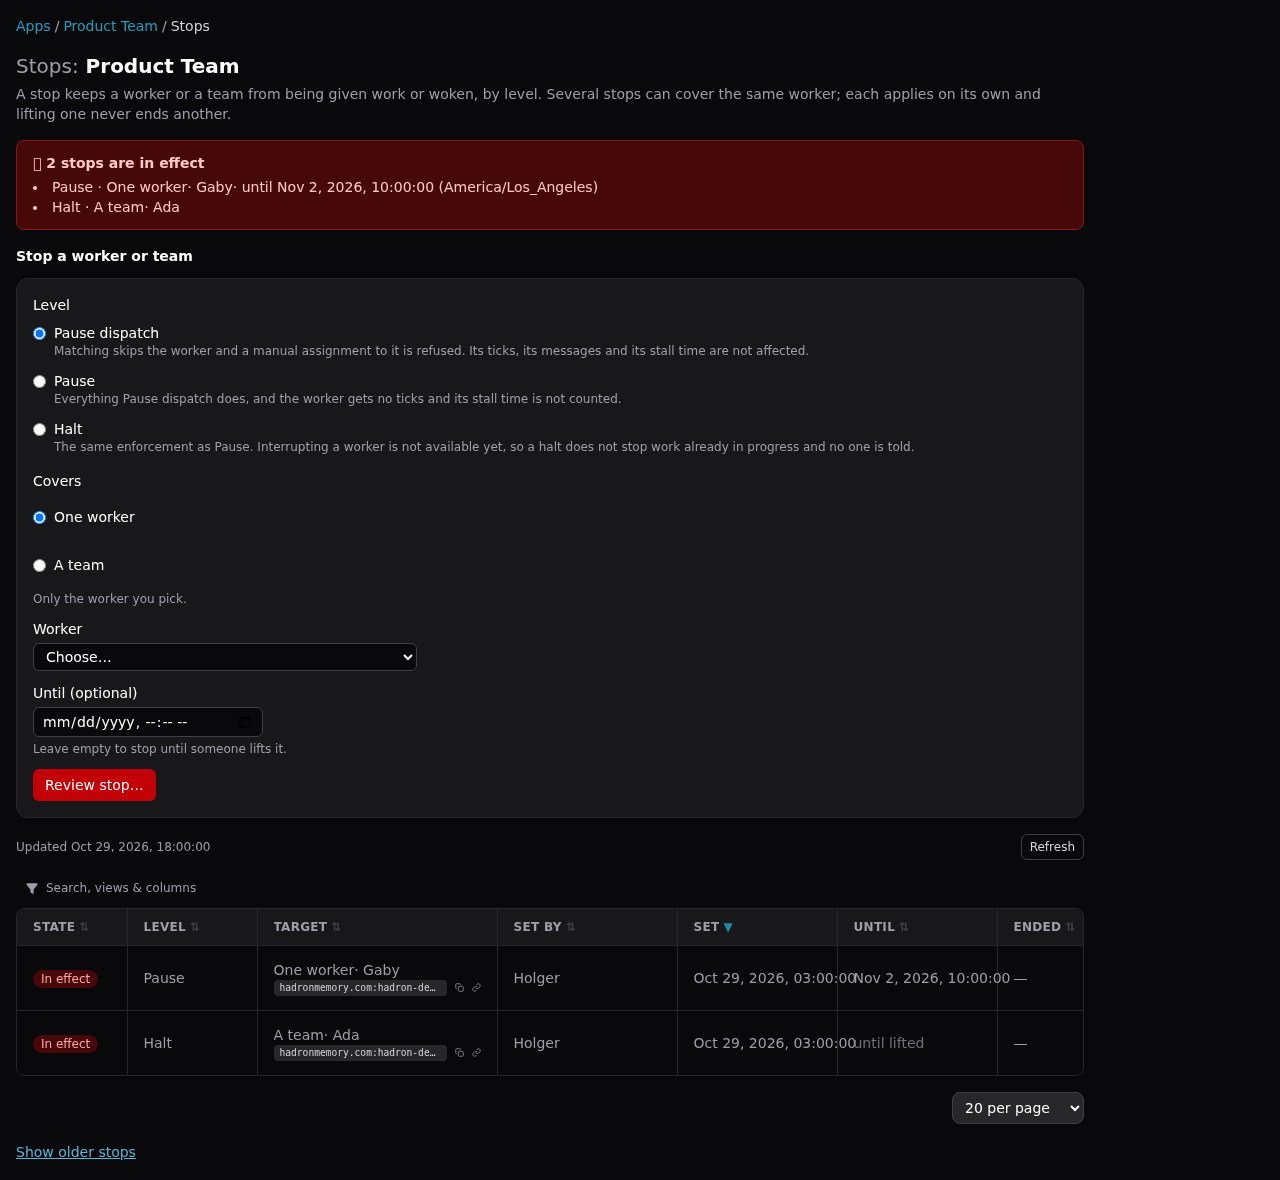 Apps / Product Team / Stops
Stops: Product Team
A stop keeps a worker or a team from being given work or woken, by level. Several stops can cover the same worker; each applies on its own and
lifting one never ends another.
2 stops are in effect
• Pause · One worker· Gaby· until Nov 2, 2026, 10:00:00 (America/Los_Angeles)
• Halt · A team· Ada
Stop a worker or team
Level
Pause dispatch
Matching skips the worker and a manual assignment to it is refused. Its ticks, its messages and its stall time are not affected.
Pause
Everything Pause dispatch does, and the worker gets no ticks and its stall time is not counted.
Halt
The same enforcement as Pause. Interrupting a worker is not available yet, so a halt does not stop work already in progress and no one is told.
Covers
One worker
A team
Only the worker you pick.
Worker
Choose…
Until (optional)
mm/dd/yyyy, --:-- --
Leave empty to stop until someone lifts it.
Review stop…
Updated Oct 29, 2026, 18:00:00 Refresh
Search, views & columns
STATE LEVEL TARGET SET BY SET UNTIL ENDED
In effect Pause One worker· Gaby Holger Oct 29, 2026, 03:00:00 Nov 2, 2026, 10:00:00 —
hadronmemory.com:hadron-de…
In effect Halt A team· Ada Holger Oct 29, 2026, 03:00:00 until lifted —
hadronmemory.com:hadron-de…
20 per page
Show older stops